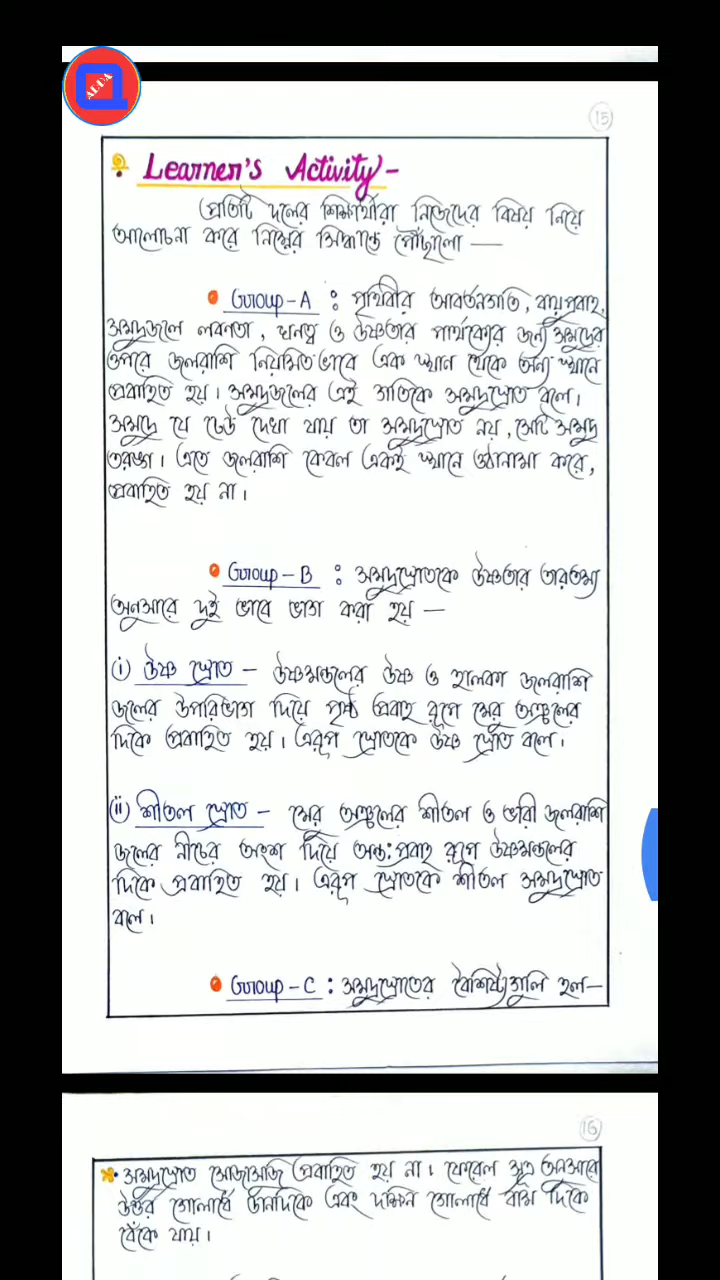 ALDA
15
Learner's Activity -
প্রতিটি দলের শিক্ষার্থীরা নিজেদের বিষয় নিয়ে
আলোচনা করে নিম্নের সিদ্ধান্তে পৌঁছালো —
Group-A : পৃথিবীর আবর্তনগতি, বায়ুপ্রবাহ,
সমুদ্রজলে লবনতা, ঘনত্ব ও উষ্ণতার পার্থক্যের জন্য সমুদ্রের
ওপরে জলরাশি নিয়মিত ভাবে এক স্থান থেকে অন্য স্থানে
প্রবাহিত হয়। সমুদ্রজলের এই গতিকে সমুদ্রস্রোত বলে।
সমুদ্রে যে ঢেউ দেখা যায় তা সমুদ্রস্রোত নয়, সেটি সমুদ্র
তরঙ্গ। এতে জলরাশি কেবল একই স্থানে ওঠানামা করে,
প্রবাহিত হয় না।
Group-B : সমুদ্রস্রোতকে উষ্ণতার তারতম্য
অনুসারে দুই ভাবে ভাগ করা হয় —
(i) উষ্ণ স্রোত - উষ্ণমন্ডলের উষ্ণ ও হালকা জলরাশি
জলের উপরিভাগ দিয়ে পৃষ্ঠ প্রবাহ রূপে মেরু অঞ্চলের
দিকে প্রবাহিত হয়। এরূপ স্রোতকে উষ্ণ স্রোত বলে।
(ii) শীতল স্রোত - মেরু অঞ্চলের শীতল ও ভারী জলরাশি
জলের নীচের অংশ দিয়ে অন্ত:প্রবাহ রূপে উষ্ণমন্ডলের
দিকে প্রবাহিত হয়। এরূপ স্রোতকে শীতল সমুদ্রস্রোত
বলে।
Group-C : সমুদ্রস্রোতের বৈশিষ্ট্যগুলি হল—
16
সমুদ্রস্রোত সোজাসুজি প্রবাহিত হয় না। ফেরেল সূত্র অনুসারে
উত্তর গোলার্ধে ডানদিকে এবং দক্ষিন গোলার্ধে বাম দিকে
বেঁকে যায়।